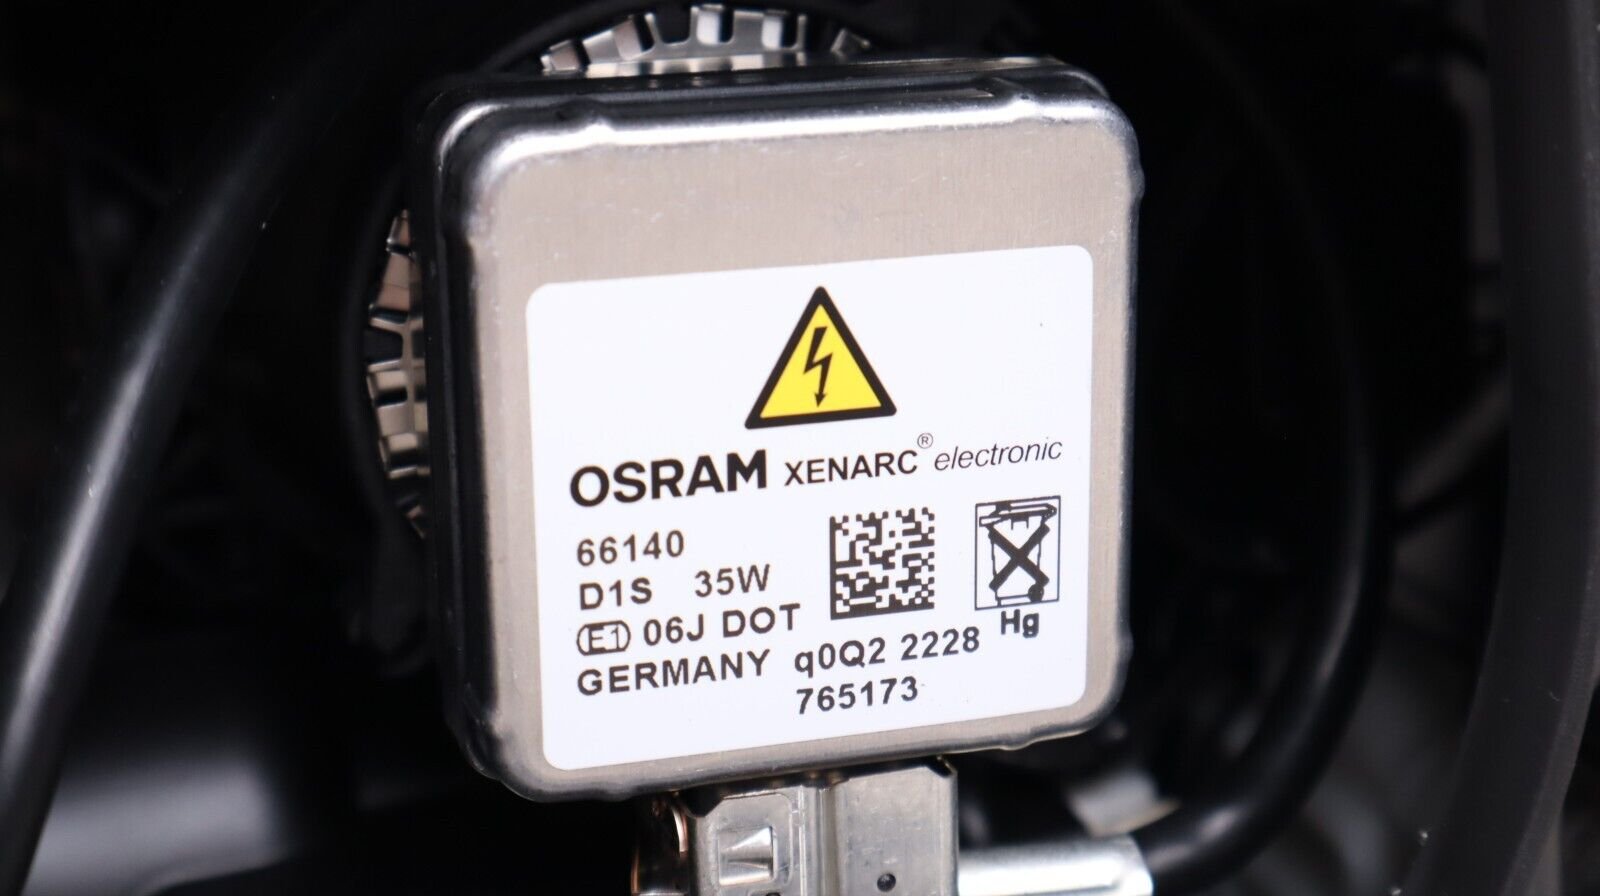 OSRAM XENARC® electronic
66140
D1S 35W
E1 06J DOT
Hg
GERMANY q0Q2 2228
765173